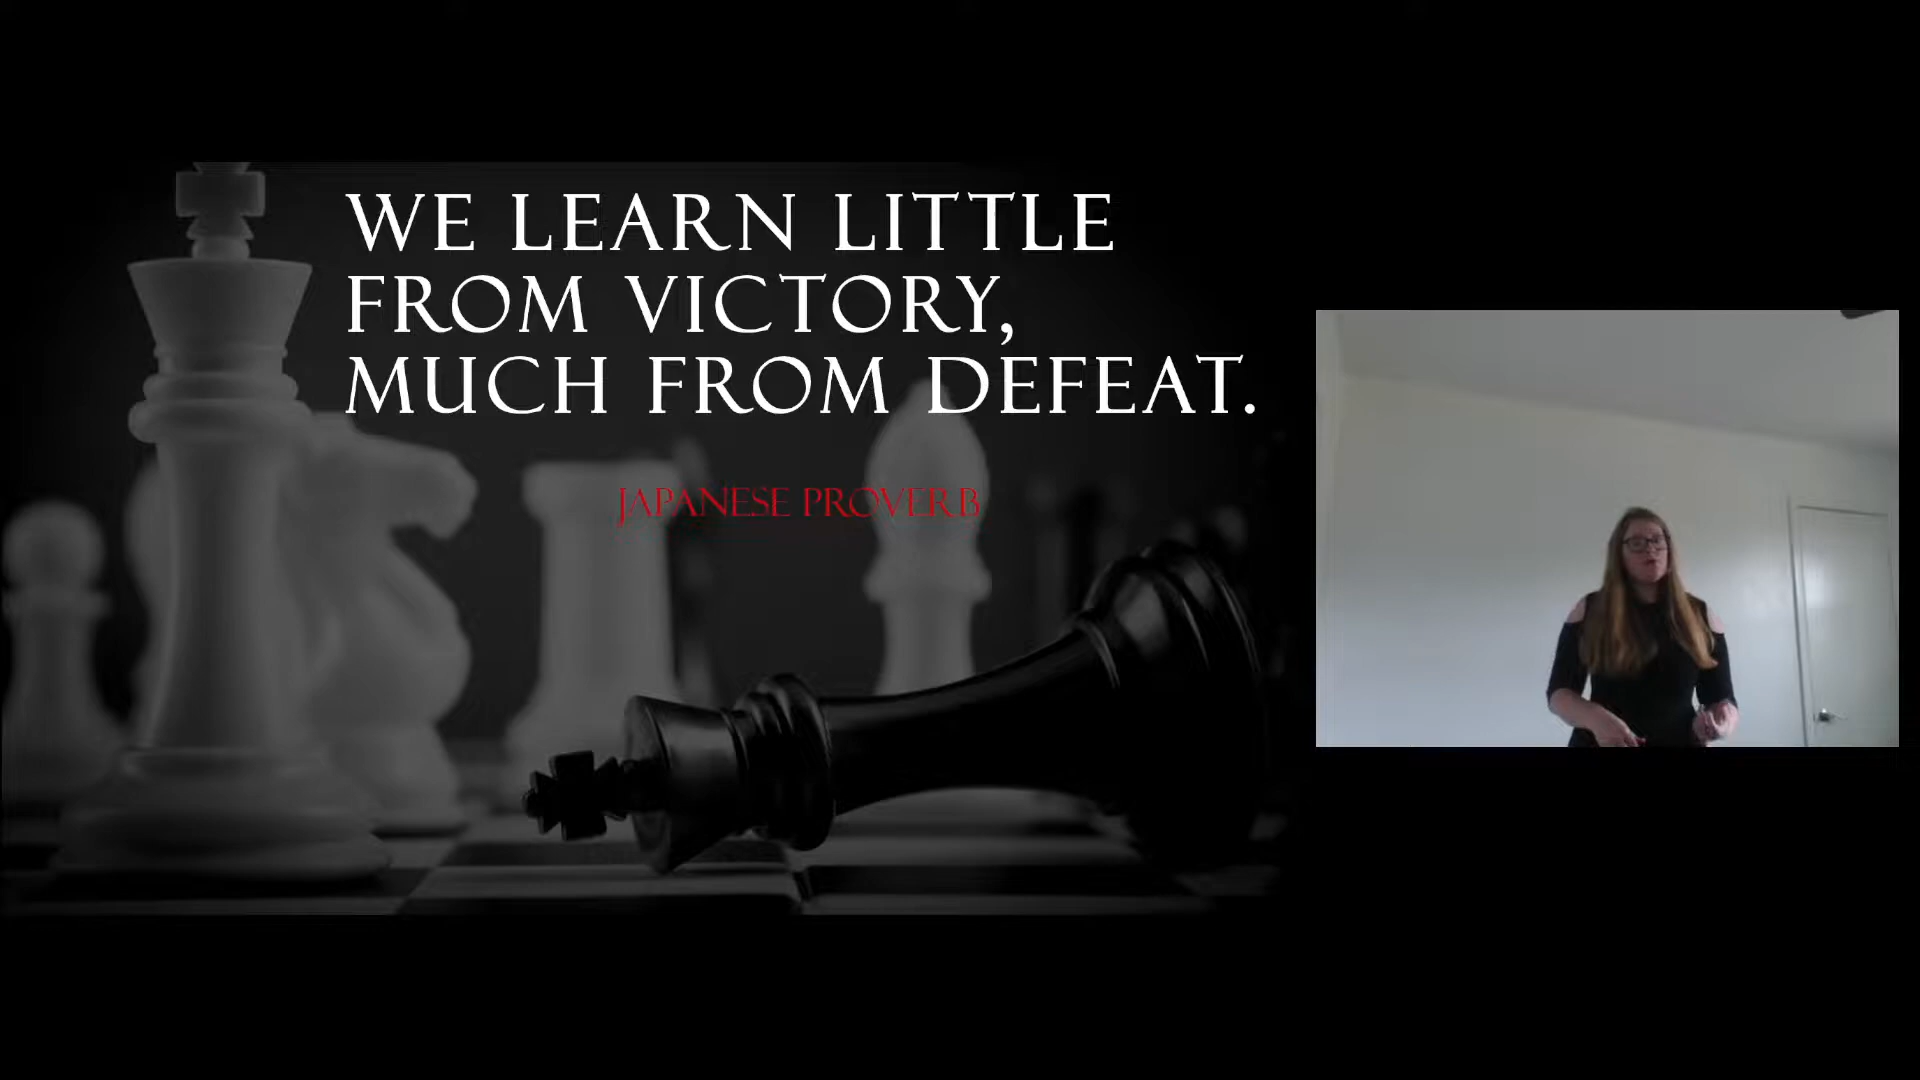 WE LEARN LITTLE
FROM VICTORY,
MUCH FROM DEFEAT.
JAPANESE PROVERB